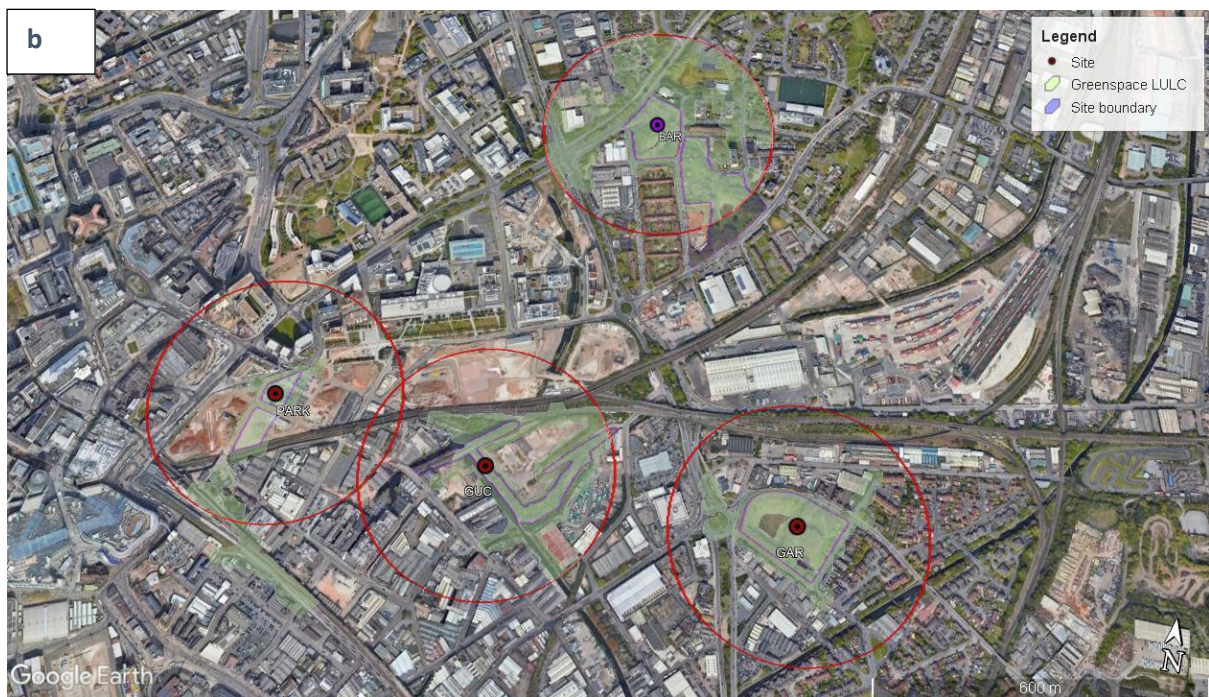 b
Legend
Site
Greenspace LULC
Site boundary
BAR
PARK
GUC
GAR
N
Google Earth
600 m